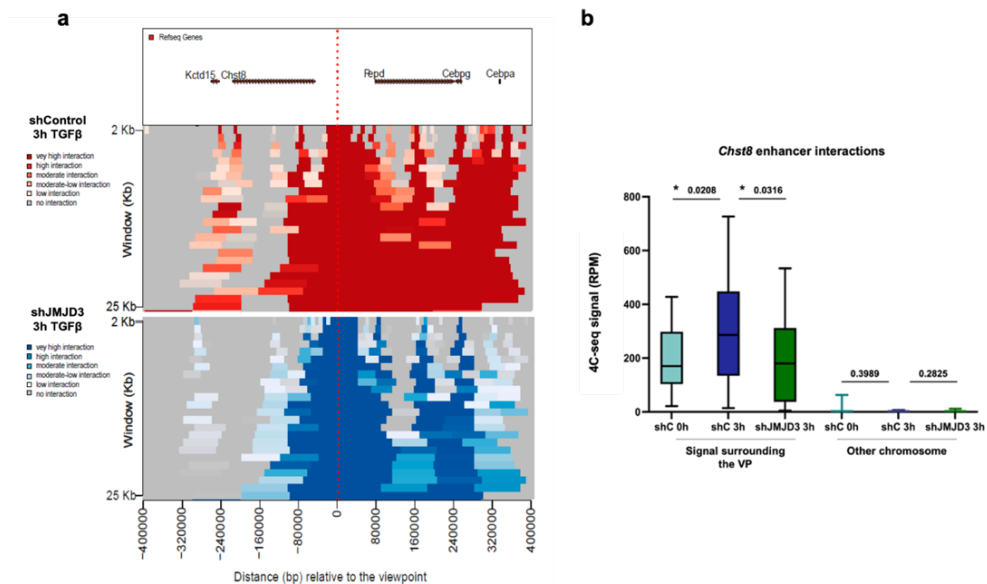 a
Refseq Genes
Kctd15 Chst8
Pepd
Cebpg
Cebpa
shControl
3h TGFβ
vey high interaction
high interaction
moderate interaction
moderate-low interaction
low interaction
no interaction
2 Kb
Window (Kb)
25 Kb
shJMJD3
3h TGFβ
very high interaction
high interaction
moderate interaction
moderate-low interaction
low interaction
no interaction
2 Kb
Window (Kb)
25 Kb
−400000
−320000
−240000
−160000
−80000
0
80000
160000
240000
320000
400000
Distance (bp) relative to the viewpoint
b
Chst8 enhancer interactions
4C-seq signal (RPM)
800
600
400
200
0
* 0.0208
* 0.0316
0.3989
0.2825
shC 0h
shC 3h
shJMJD3 3h
shC 0h
shC 3h
shJMJD3 3h
Signal surrounding
the VP
Other chromosome